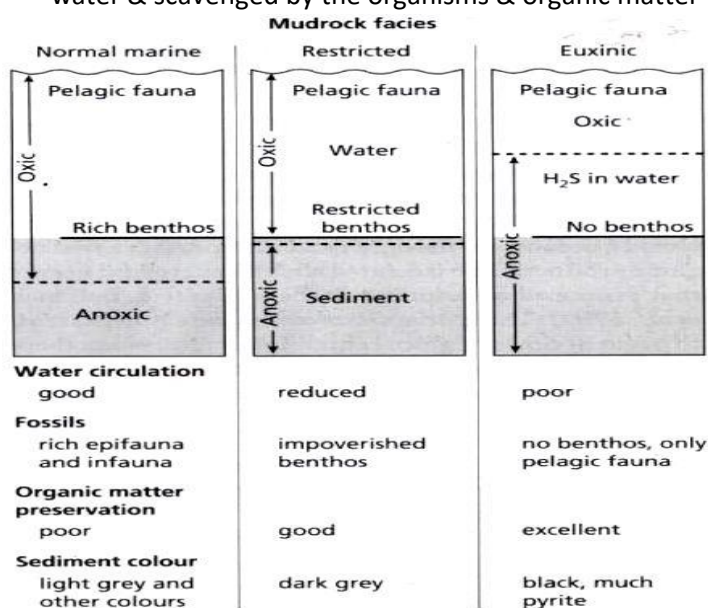 water & scavenged by the organisms & organic matter
Mudrock facies
Normal marine
Restricted
Euxinic
Pelagic fauna
Oxic
Rich benthos
Anoxic
Pelagic fauna
Oxic
Water
Restricted
benthos
Anoxic
Sediment
Pelagic fauna
Oxic
H₂S in water
No benthos
Anoxic
Water circulation
good
reduced
poor
Fossils
rich epifauna
and infauna
impoverished
benthos
no benthos, only
pelagic fauna
Organic matter
preservation
poor
good
excellent
Sediment colour
light grey and
other colours
dark grey
black, much
pyrite